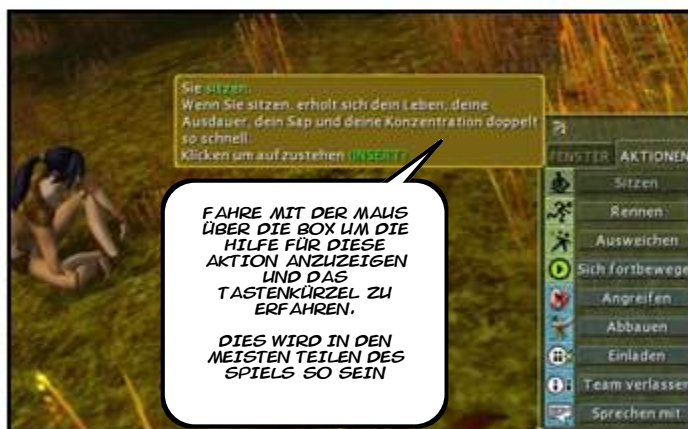 Sie sitzen.
Wenn Sie sitzen, erholt sich dein Leben, deine
Ausdauer, dein Sap und deine Konzentration doppelt
so schnell.
Klicken um aufzustehen (INSERT)
FAHRE MIT DER MAUS
ÜBER DIE BOX UM DIE
HILFE FÜR DIESE
AKTION ANZUZEIGEN
UND DAS
TASTENKÜRZEL ZU
ERFAHREN.
DIES WIRD IN DEN
MEISTEN TEILEN DES
SPIELS SO SEIN
FENSTER AKTIONEN
Sitzen
Rennen
Ausweichen
Sich fortbewege
Angreifen
Abbauen
Einladen
Team verlassen
Sprechen mit